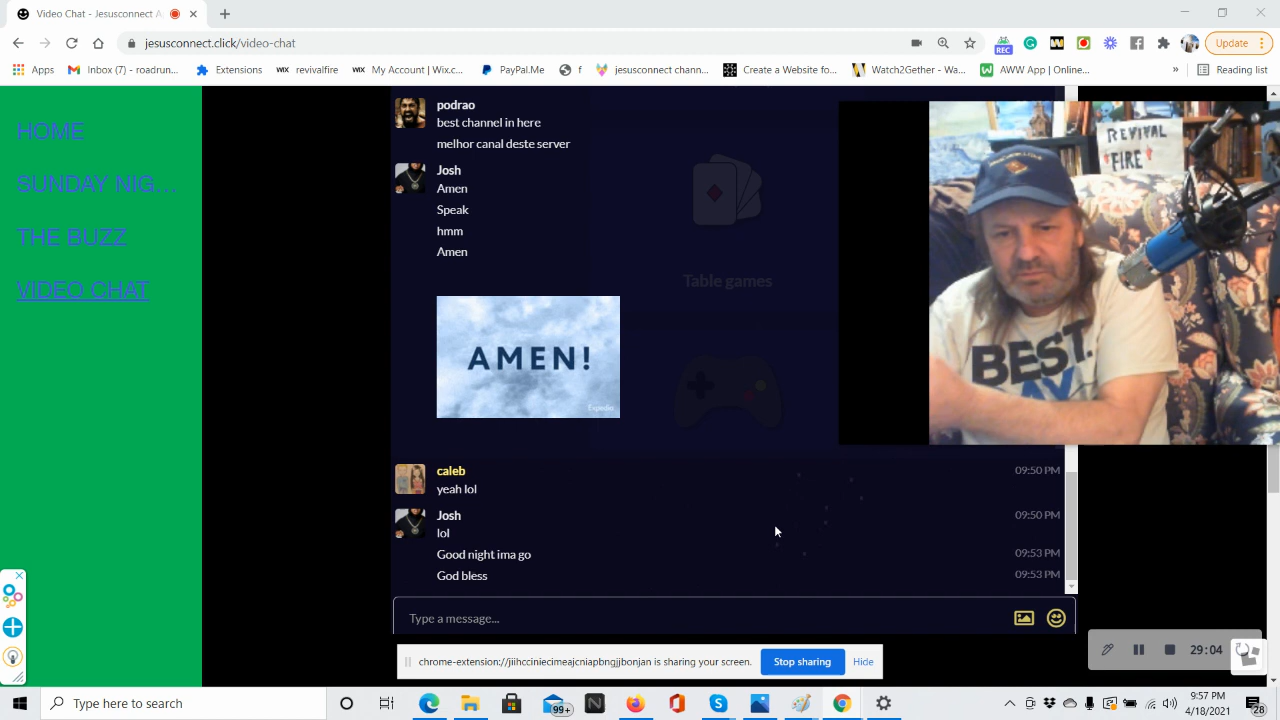 Video Chat - Jesusconnect A
jesusconnect.click/video-chat
REC
Update
Apps
Inbox (7) - roadrun...
Extensions
WIX revivalfire
WIX My Account | Wixc...
PayPal.Me
f
jesusconnect chann...
Create a Website fo...
Watch2Gether - Wa...
AWW App | Online...
»
Reading list
HOME
SUNDAY NIG...
THE BUZZ
VIDEO CHAT
podrao
best channel in here
melhor canal deste server
Josh
Amen
Speak
hmm
Amen
AMEN!
Expedia
Table games
REVIVAL
FIRE
BEST.
caleb
09:50 PM
yeah lol
Josh
09:50 PM
lol
Good night ima go
09:53 PM
God bless
09:53 PM
Type a message...
chrome-extension://jiihccinecimeajcniapbngjjbonjan is sharing your screen.
Stop sharing
Hide
29:04
Type here to search
99+
9:57 PM
4/18/2021
28